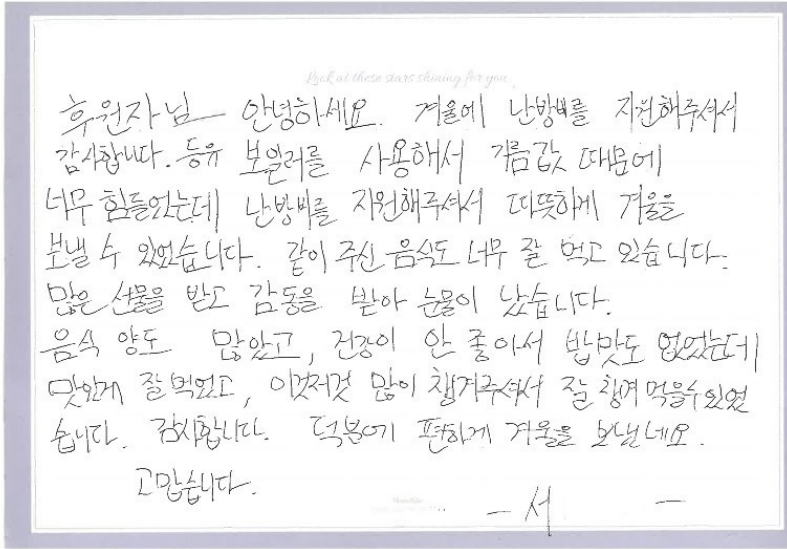 Look at these stars shining for you
후원자님 안녕하세요. 겨울에 난방비를 지원해주셔서
감사합니다. 등유 보일러를 사용해서 기름값 때문에
너무 힘들었는데 난방비를 지원해주셔서 따뜻하게 겨울을
보낼 수 있었습니다. 같이 주신 음식도 너무 잘 먹고 있습니다.
많은 선물을 받고 감동을 받아 눈물이 났습니다.
음식 양도 많았고, 건강이 안 좋아서 밥맛도 없었는데
맛있게 잘 먹었고, 이것저것 많이 챙겨주셔서 잘 챙겨 먹을수 있었
습니다. 감사합니다. 덕분에 편하게 겨울을 보낼네요.
고맙습니다.
- 서 -